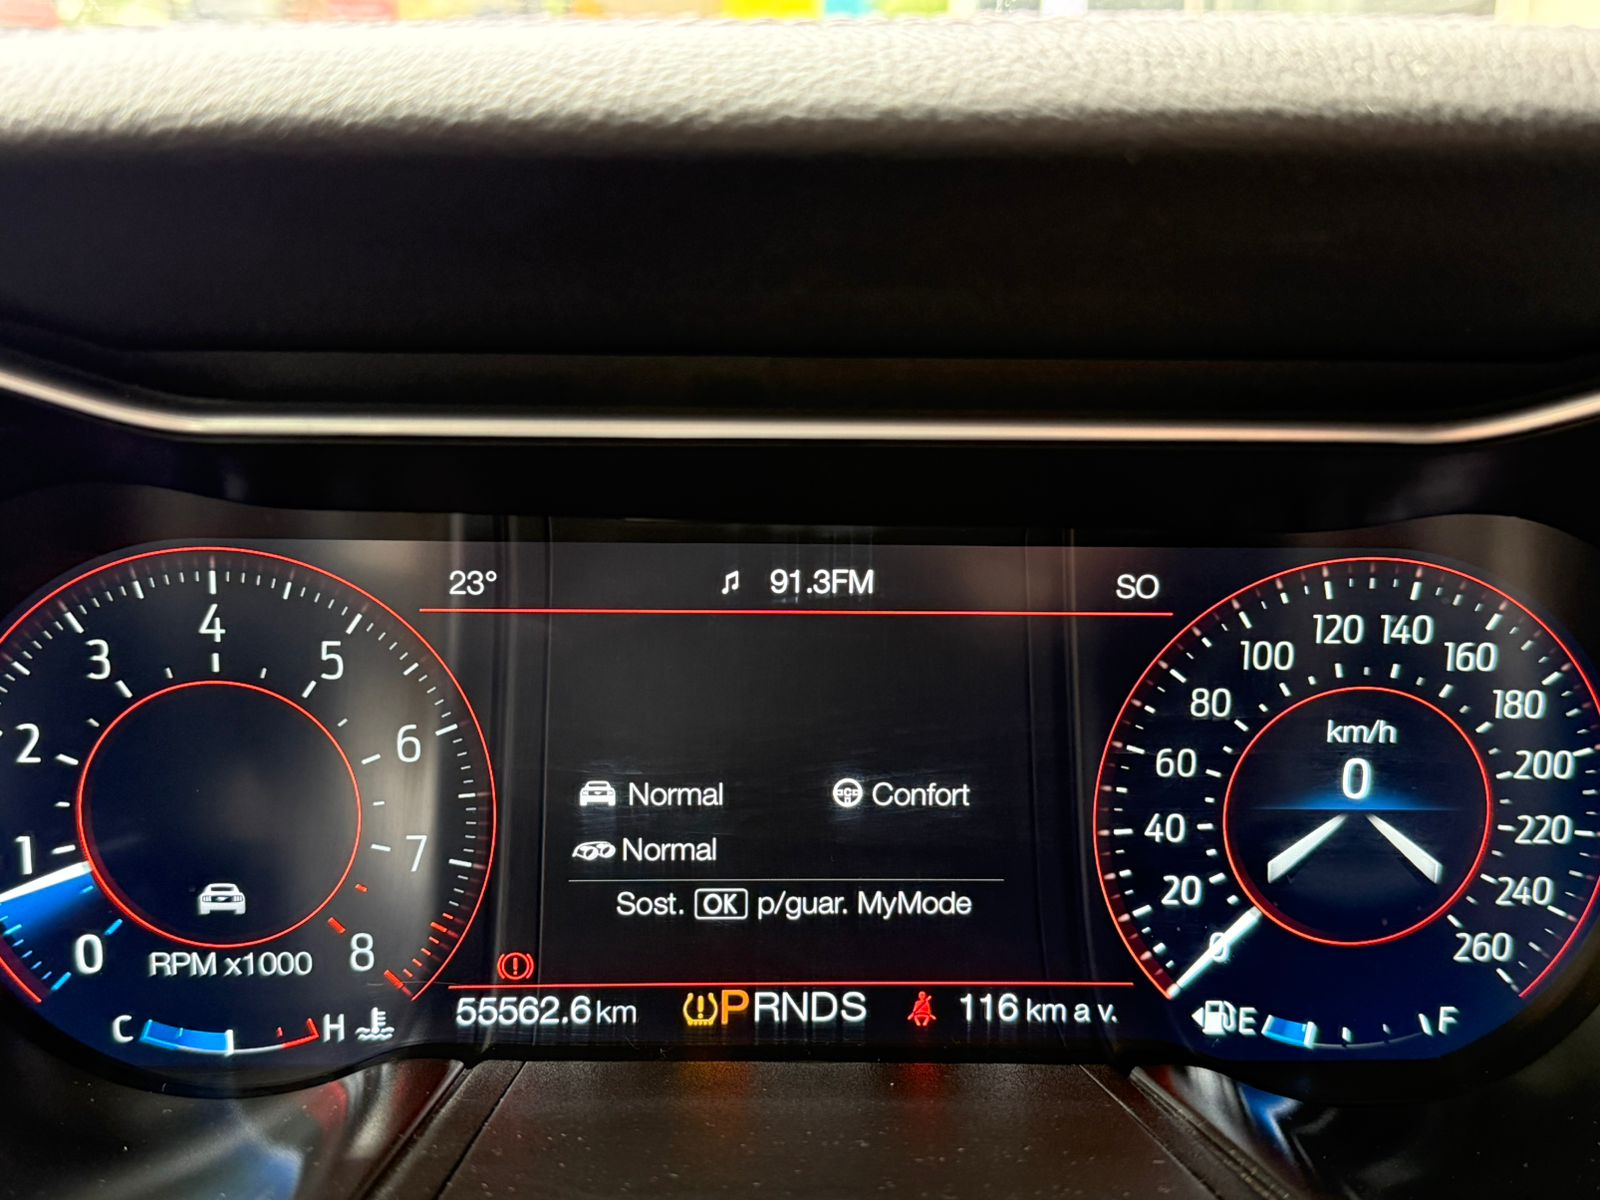 23° 91.3FM SO
0 1 2 3 4 5 6 7 8
RPM x1000
C H
Normal Confort
Normal
Sost. OK p/guar. MyMode
55562.6 km PRNDS 116 km a v.
0 20 40 60 80 100 120 140 160 180 200 220 240 260
km/h
0
E F